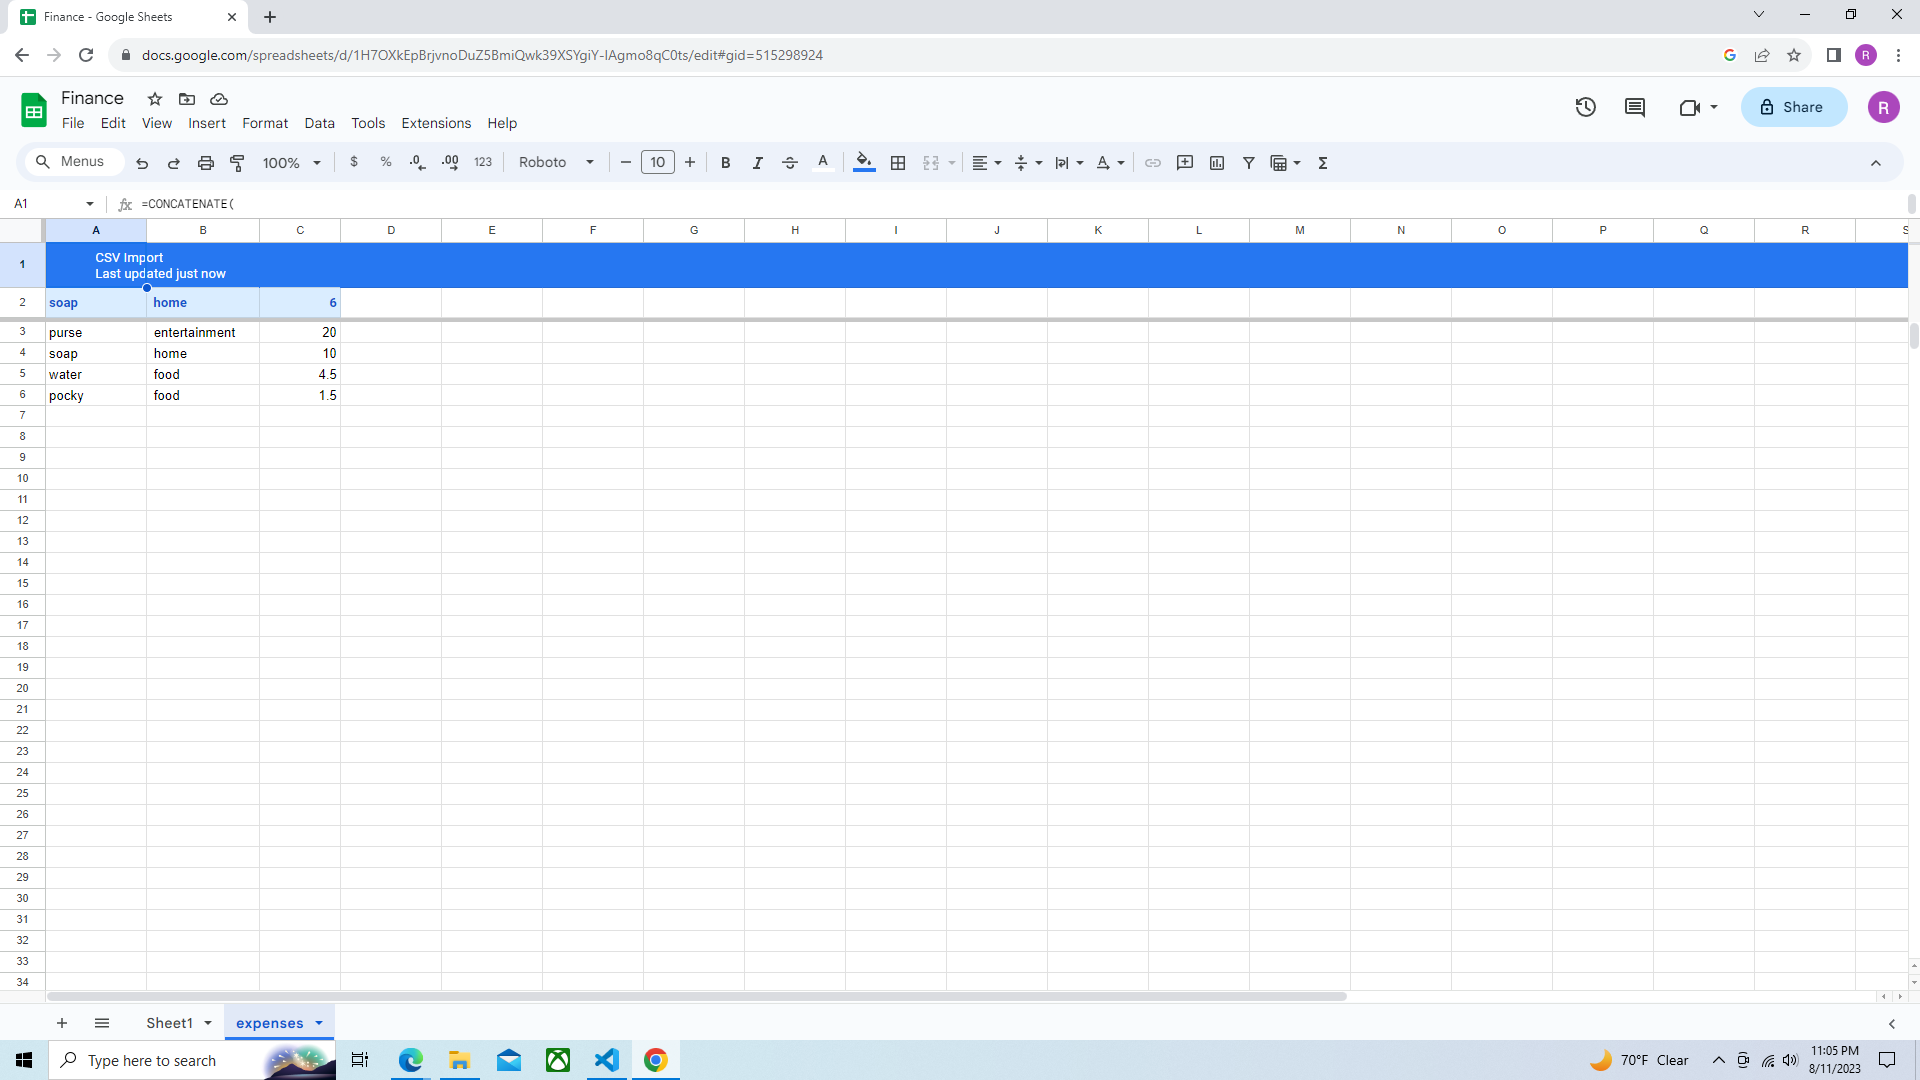 Finance - Google Sheets
docs.google.com/spreadsheets/d/1H7OXkEpBrjvnoDuZ5BmiQwk39XSYgiY-lAgmo8qC0ts/edit#gid=515298924
R
Finance
File Edit View Insert Format Data Tools Extensions Help
Share
R
Menus 100% $ % .0 .00 123 Roboto 10 B I S A Σ
A1 fx =CONCATENATE(
A B C D E F G H I J K L M N O P Q R S
1 CSV Import
Last updated just now
2 soap home 6
3 purse entertainment 20
4 soap home 10
5 water food 4.5
6 pocky food 1.5
7
8
9
10
11
12
13
14
15
16
17
18
19
20
21
22
23
24
25
26
27
28
29
30
31
32
33
34
Sheet1 expenses
Type here to search
70°F Clear
11:05 PM
8/11/2023